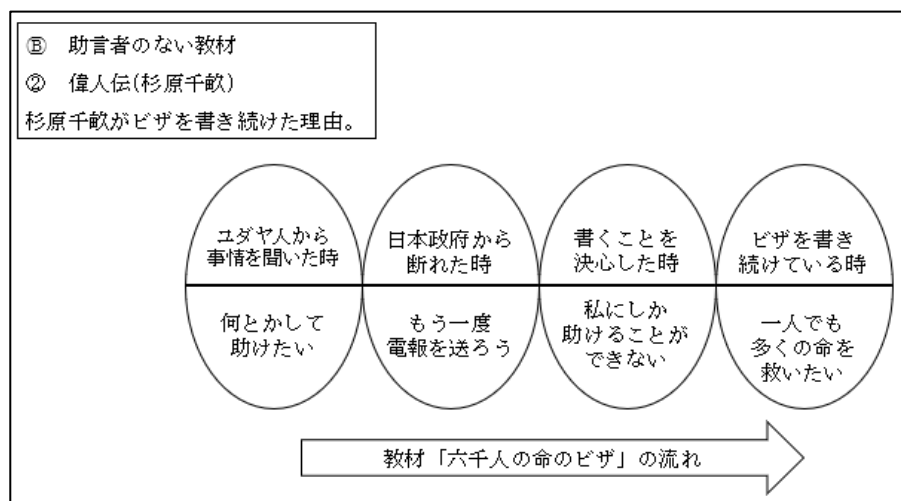 Ⓑ 助言者のない教材
② 偉人伝(杉原千畝)
杉原千畝がビザを書き続けた理由。
ユダヤ人から
事情を聞いた時
何とかして
助けたい
日本政府から
断れた時
もう一度
電報を送ろう
書くことを
決心した時
私にしか
助けることが
できない
ビザを書き
続けている時
一人でも
多くの命を
救いたい
教材「六千人の命のビザ」の流れ